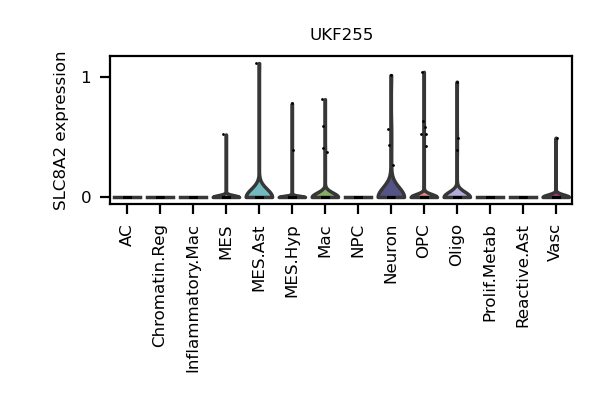 UKF255
SLC8A2 expression
1
0
AC
Chromatin.Reg
Inflammatory.Mac
MES
MES.Ast
MES.Hyp
Mac
NPC
Neuron
OPC
Oligo
Prolif.Metab
Reactive.Ast
Vasc